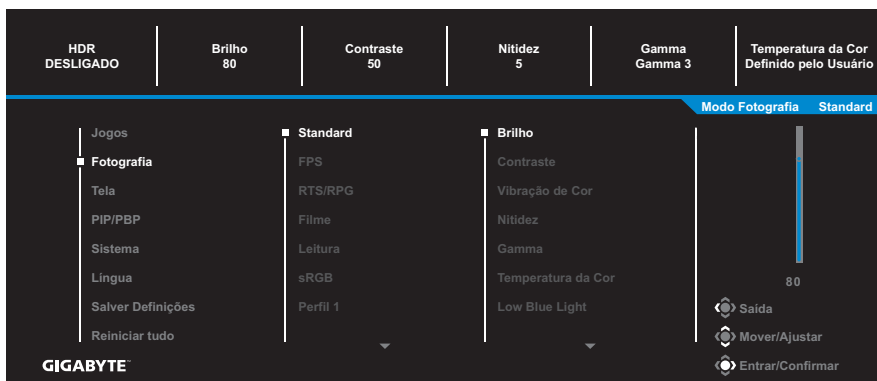 HDR
DESLIGADO
Brilho
80
Contraste
50
Nitidez
5
Gamma
Gamma 3
Temperatura da Cor
Definido pelo Usuário
Modo Fotografia Standard
Jogos
Fotografia
Tela
PIP/PBP
Sistema
Língua
Salver Definições
Reiniciar tudo
Standard
FPS
RTS/RPG
Filme
Leitura
sRGB
Perfil 1
Brilho
Contraste
Vibração de Cor
Nitidez
Gamma
Temperatura da Cor
Low Blue Light
80
Saída
Mover/Ajustar
Entrar/Confirmar
GIGABYTE™